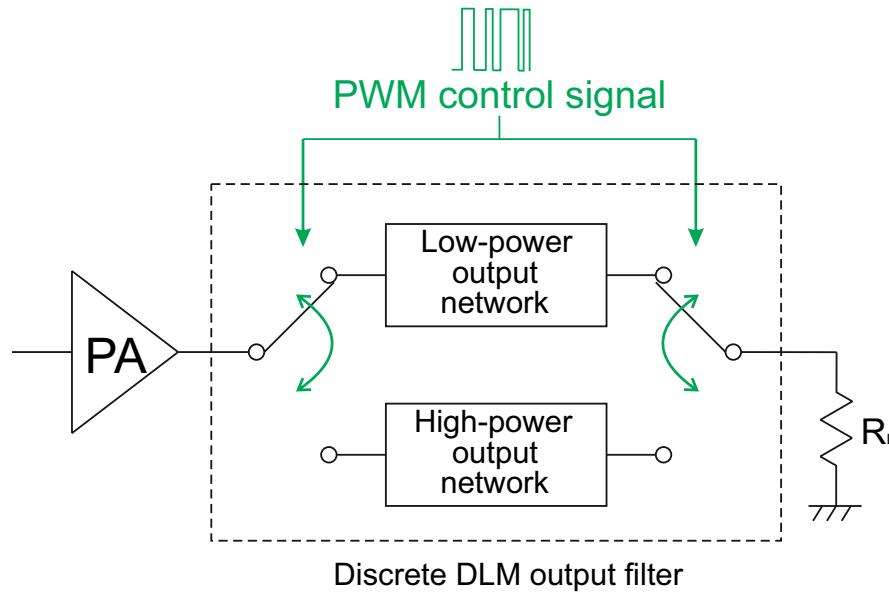 PWM control signal
Low-power
output
network
PA
High-power
output
network
R
Discrete DLM output filter